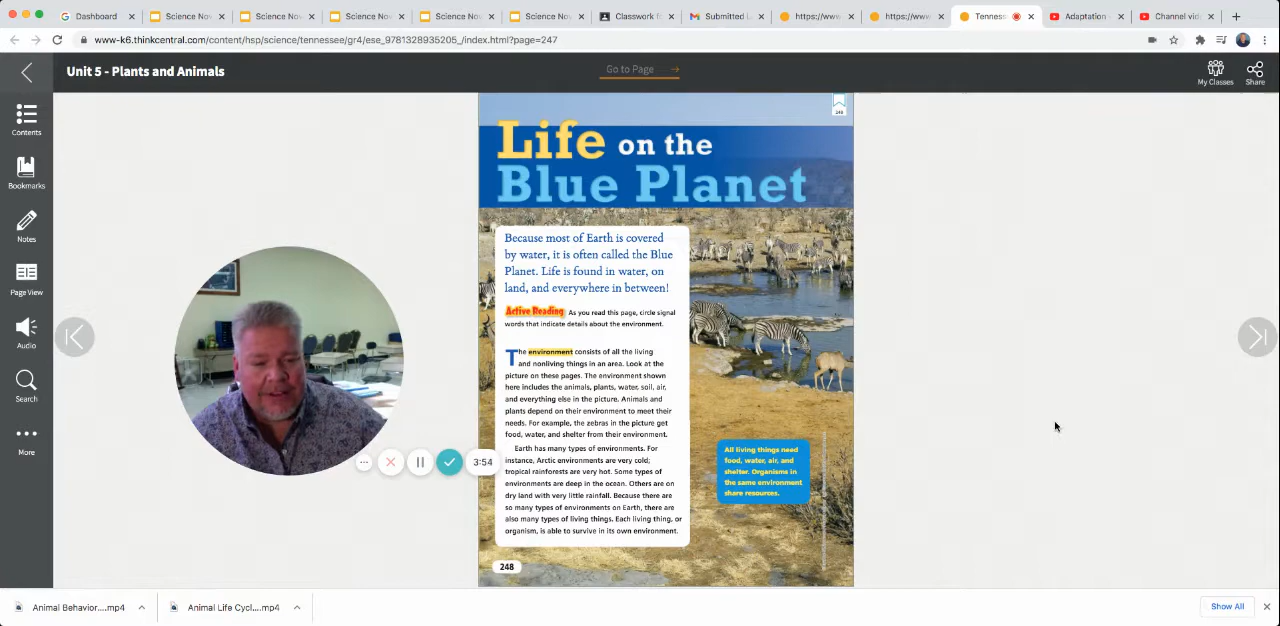 Dashboard
Science Nov
Science Nov
Science Nov
Science Nov
Science Nov
Classwork f
Submitted L
https://www
https://www
Tenness
Adaptation -
Channel vid
www-k6.thinkcentral.com/content/hsp/science/tennessee/gr4/ese_9781328935205_/index.html?page=247
Unit 5 - Plants and Animals
Go to Page
My Classes
Share
Contents
Bookmarks
Notes
Page View
Audio
Search
More
248
Life on the
Blue Planet
Because most of Earth is covered
by water, it is often called the Blue
Planet. Life is found in water, on
land, and everywhere in between!
Active Reading As you read this page, circle signal
words that indicate details about the environment.
The environment consists of all the living
and nonliving things in an area. Look at the
picture on these pages. The environment shown
here includes the animals, plants, water, soil, air,
and everything else in the picture. Animals and
plants depend on their environment to meet their
needs. For example, the zebras in the picture get
food, water, and shelter from their environment.
Earth has many types of environments. For
instance, Arctic environments are very cold;
tropical rainforests are very hot. Some types of
environments are deep in the ocean. Others are on
dry land with very little rainfall. Because there are
so many types of environments on Earth, there are
also many types of living things. Each living thing, or
organism, is able to survive in its own environment.
All living things need
food, water, air, and
shelter. Organisms in
the same environment
share resources.
248
3:54
Animal Behavior....mp4
Animal Life Cycl....mp4
Show All